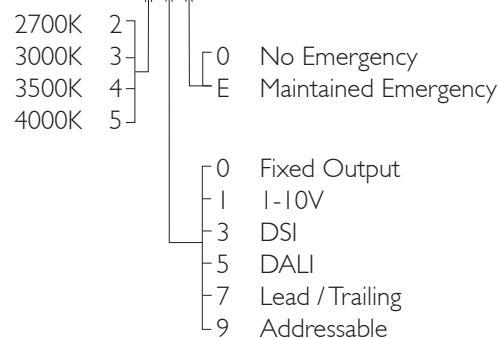 2700K 2
3000K 3
3500K 4
4000K 5
0 No Emergency
E Maintained Emergency
0 Fixed Output
1 1-10V
3 DSI
5 DALI
7 Lead / Trailing
9 Addressable